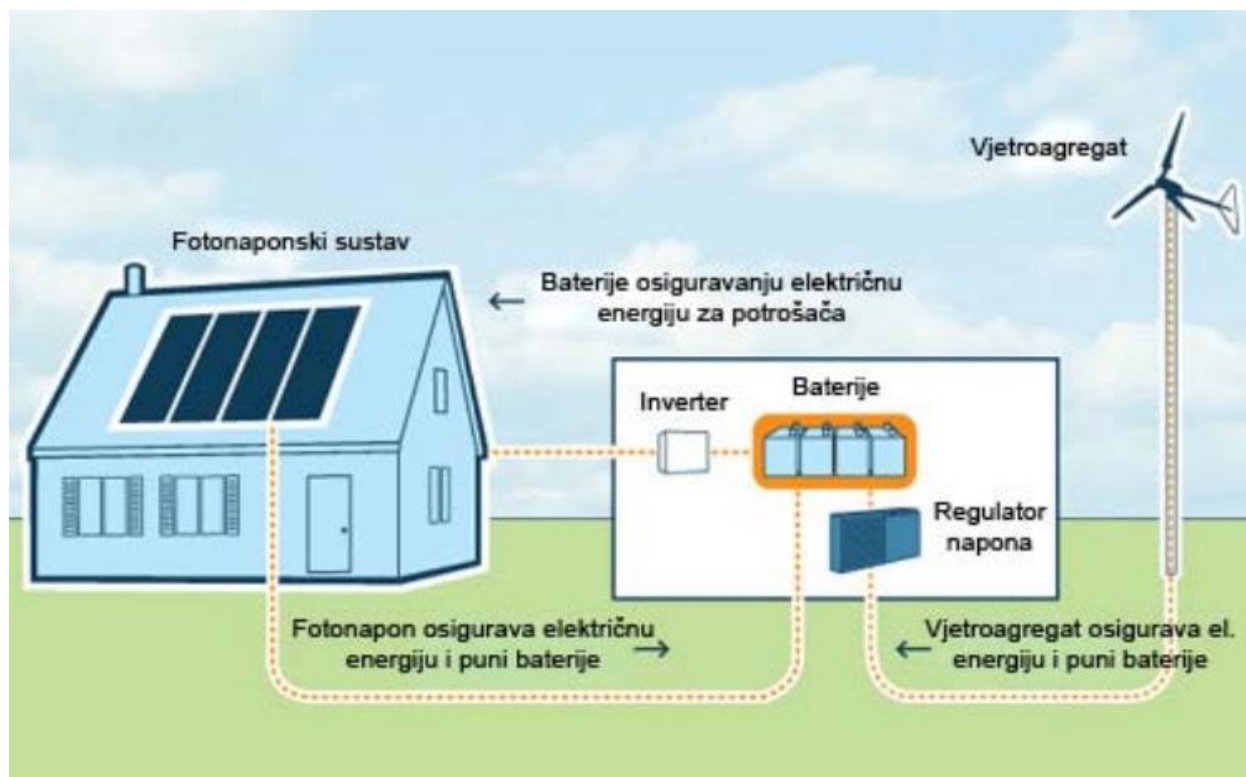 Vjetroagregat
Fotonaponski sustav
Baterije osiguravanju električnu
energiju za potrošača
Baterije
Inverter
Regulator
napona
Fotonapon osigurava električnu
energiju i puni baterije
Vjetroagregat osigurava el.
energiju i puni baterije